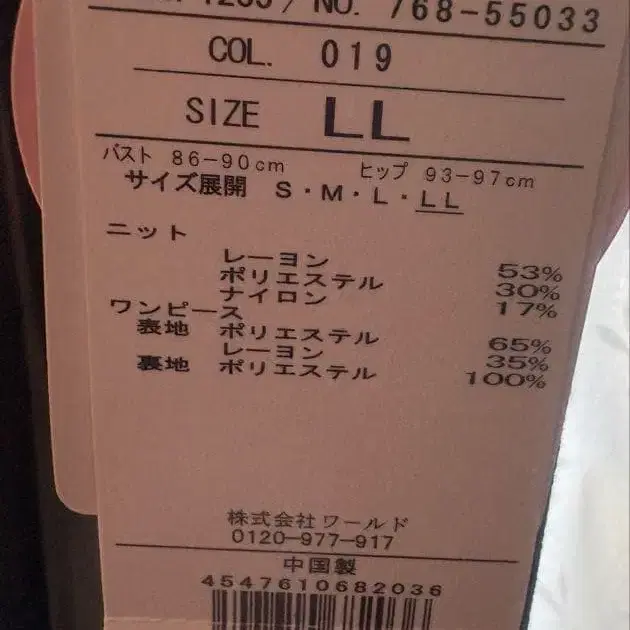 1233 / NO. 768-55033
COL. 019
SIZE LL
バスト 86-90cm ヒップ 93-97cm
サイズ展開 S・M・L・LL
ニット
レーヨン 53%
ポリエステル 30%
ナイロン 17%
ワンピース
表地 ポリエステル 65%
レーヨン 35%
裏地 ポリエステル 100%
株式会社ワールド
0120-977-917
中国製
4547610682036